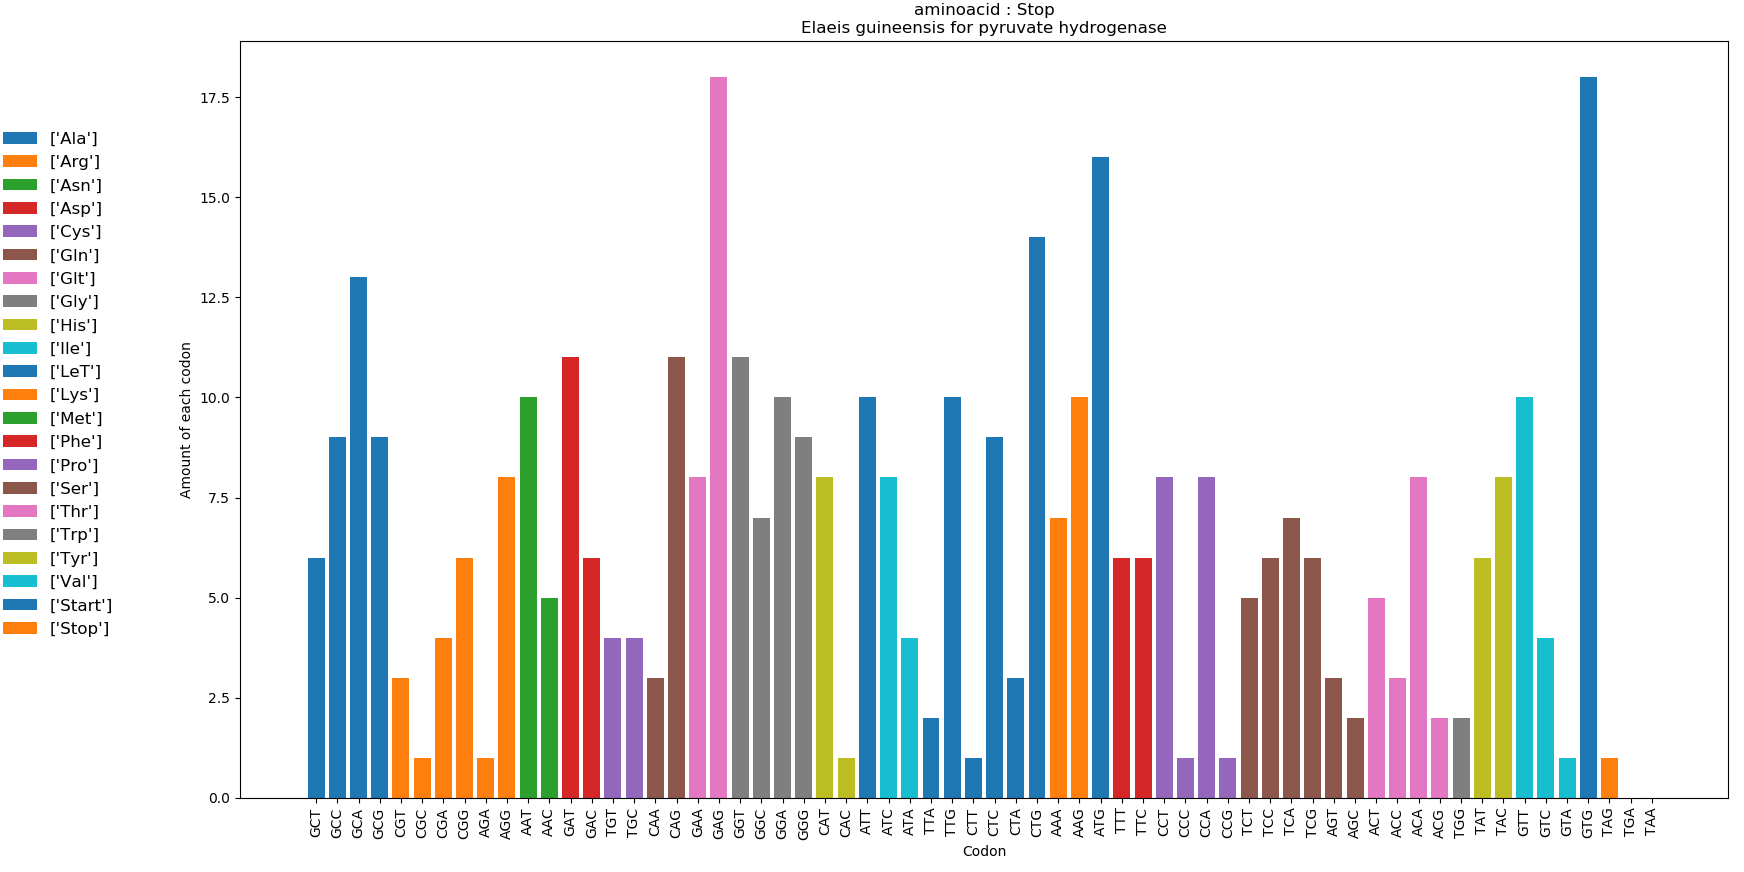 aminoacid : Stop
Elaeis guineensis for pyruvate hydrogenase
['Ala']
['Arg']
['Asn']
['Asp']
['Cys']
['Gln']
['Glt']
['Gly']
['His']
['Ile']
['LeT']
['Lys']
['Met']
['Phe']
['Pro']
['Ser']
['Thr']
['Trp']
['Tyr']
['Val']
['Start']
['Stop']
Amount of each codon
17.5
15.0
12.5
10.0
7.5
5.0
2.5
0.0
GCT GCC GCA GCG CGT CGC CGA CGG AGA AGG AAT AAC GAT GAC TGT TGC CAA CAG GAA GAG GGT GGC GGA GGG CAT CAC ATT ATC ATA TTA TTG CTT CTC CTA CTG AAA AAG ATG TTT TTC CCT CCC CCA CCG TCT TCC TCA TCG AGT AGC ACT ACC ACA ACG TGG TAT TAC GTT GTC GTA GTG TAG TGA TAA
Codon